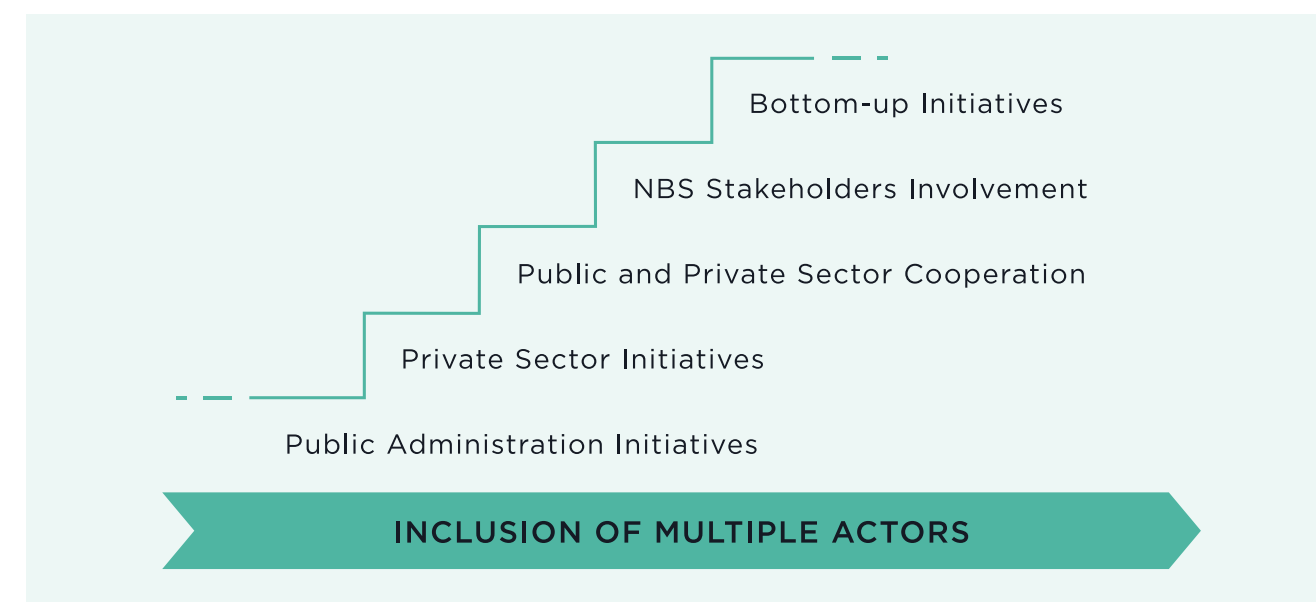 Bottom-up Initiatives
NBS Stakeholders Involvement
Public and Private Sector Cooperation
Private Sector Initiatives
Public Administration Initiatives
INCLUSION OF MULTIPLE ACTORS